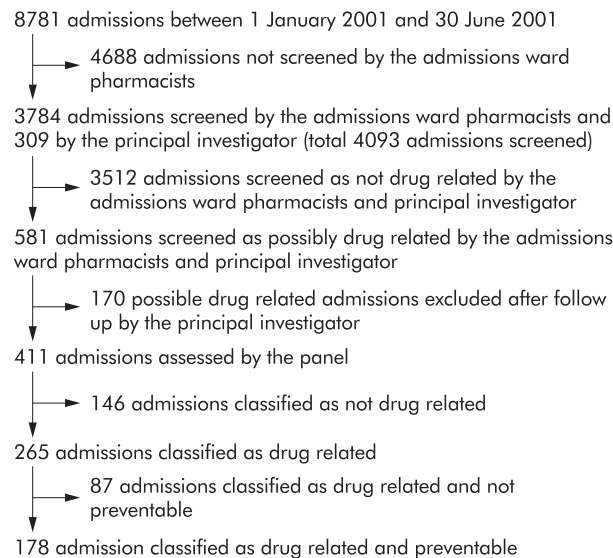 8781 admissions between 1 January 2001 and 30 June 2001
4688 admissions not screened by the admissions ward
pharmacists
3784 admissions screened by the admissions ward pharmacists and
309 by the principal investigator (total 4093 admissions screened)
3512 admissions screened as not drug related by the
admissions ward pharmacists and principal investigator
581 admissions screened as possibly drug related by the admissions
ward pharmacists and principal investigator
170 possible drug related admissions excluded after follow
up by the principal investigator
411 admissions assessed by the panel
146 admissions classified as not drug related
265 admissions classified as drug related
87 admissions classified as drug related and not
preventable
178 admission classified as drug related and preventable